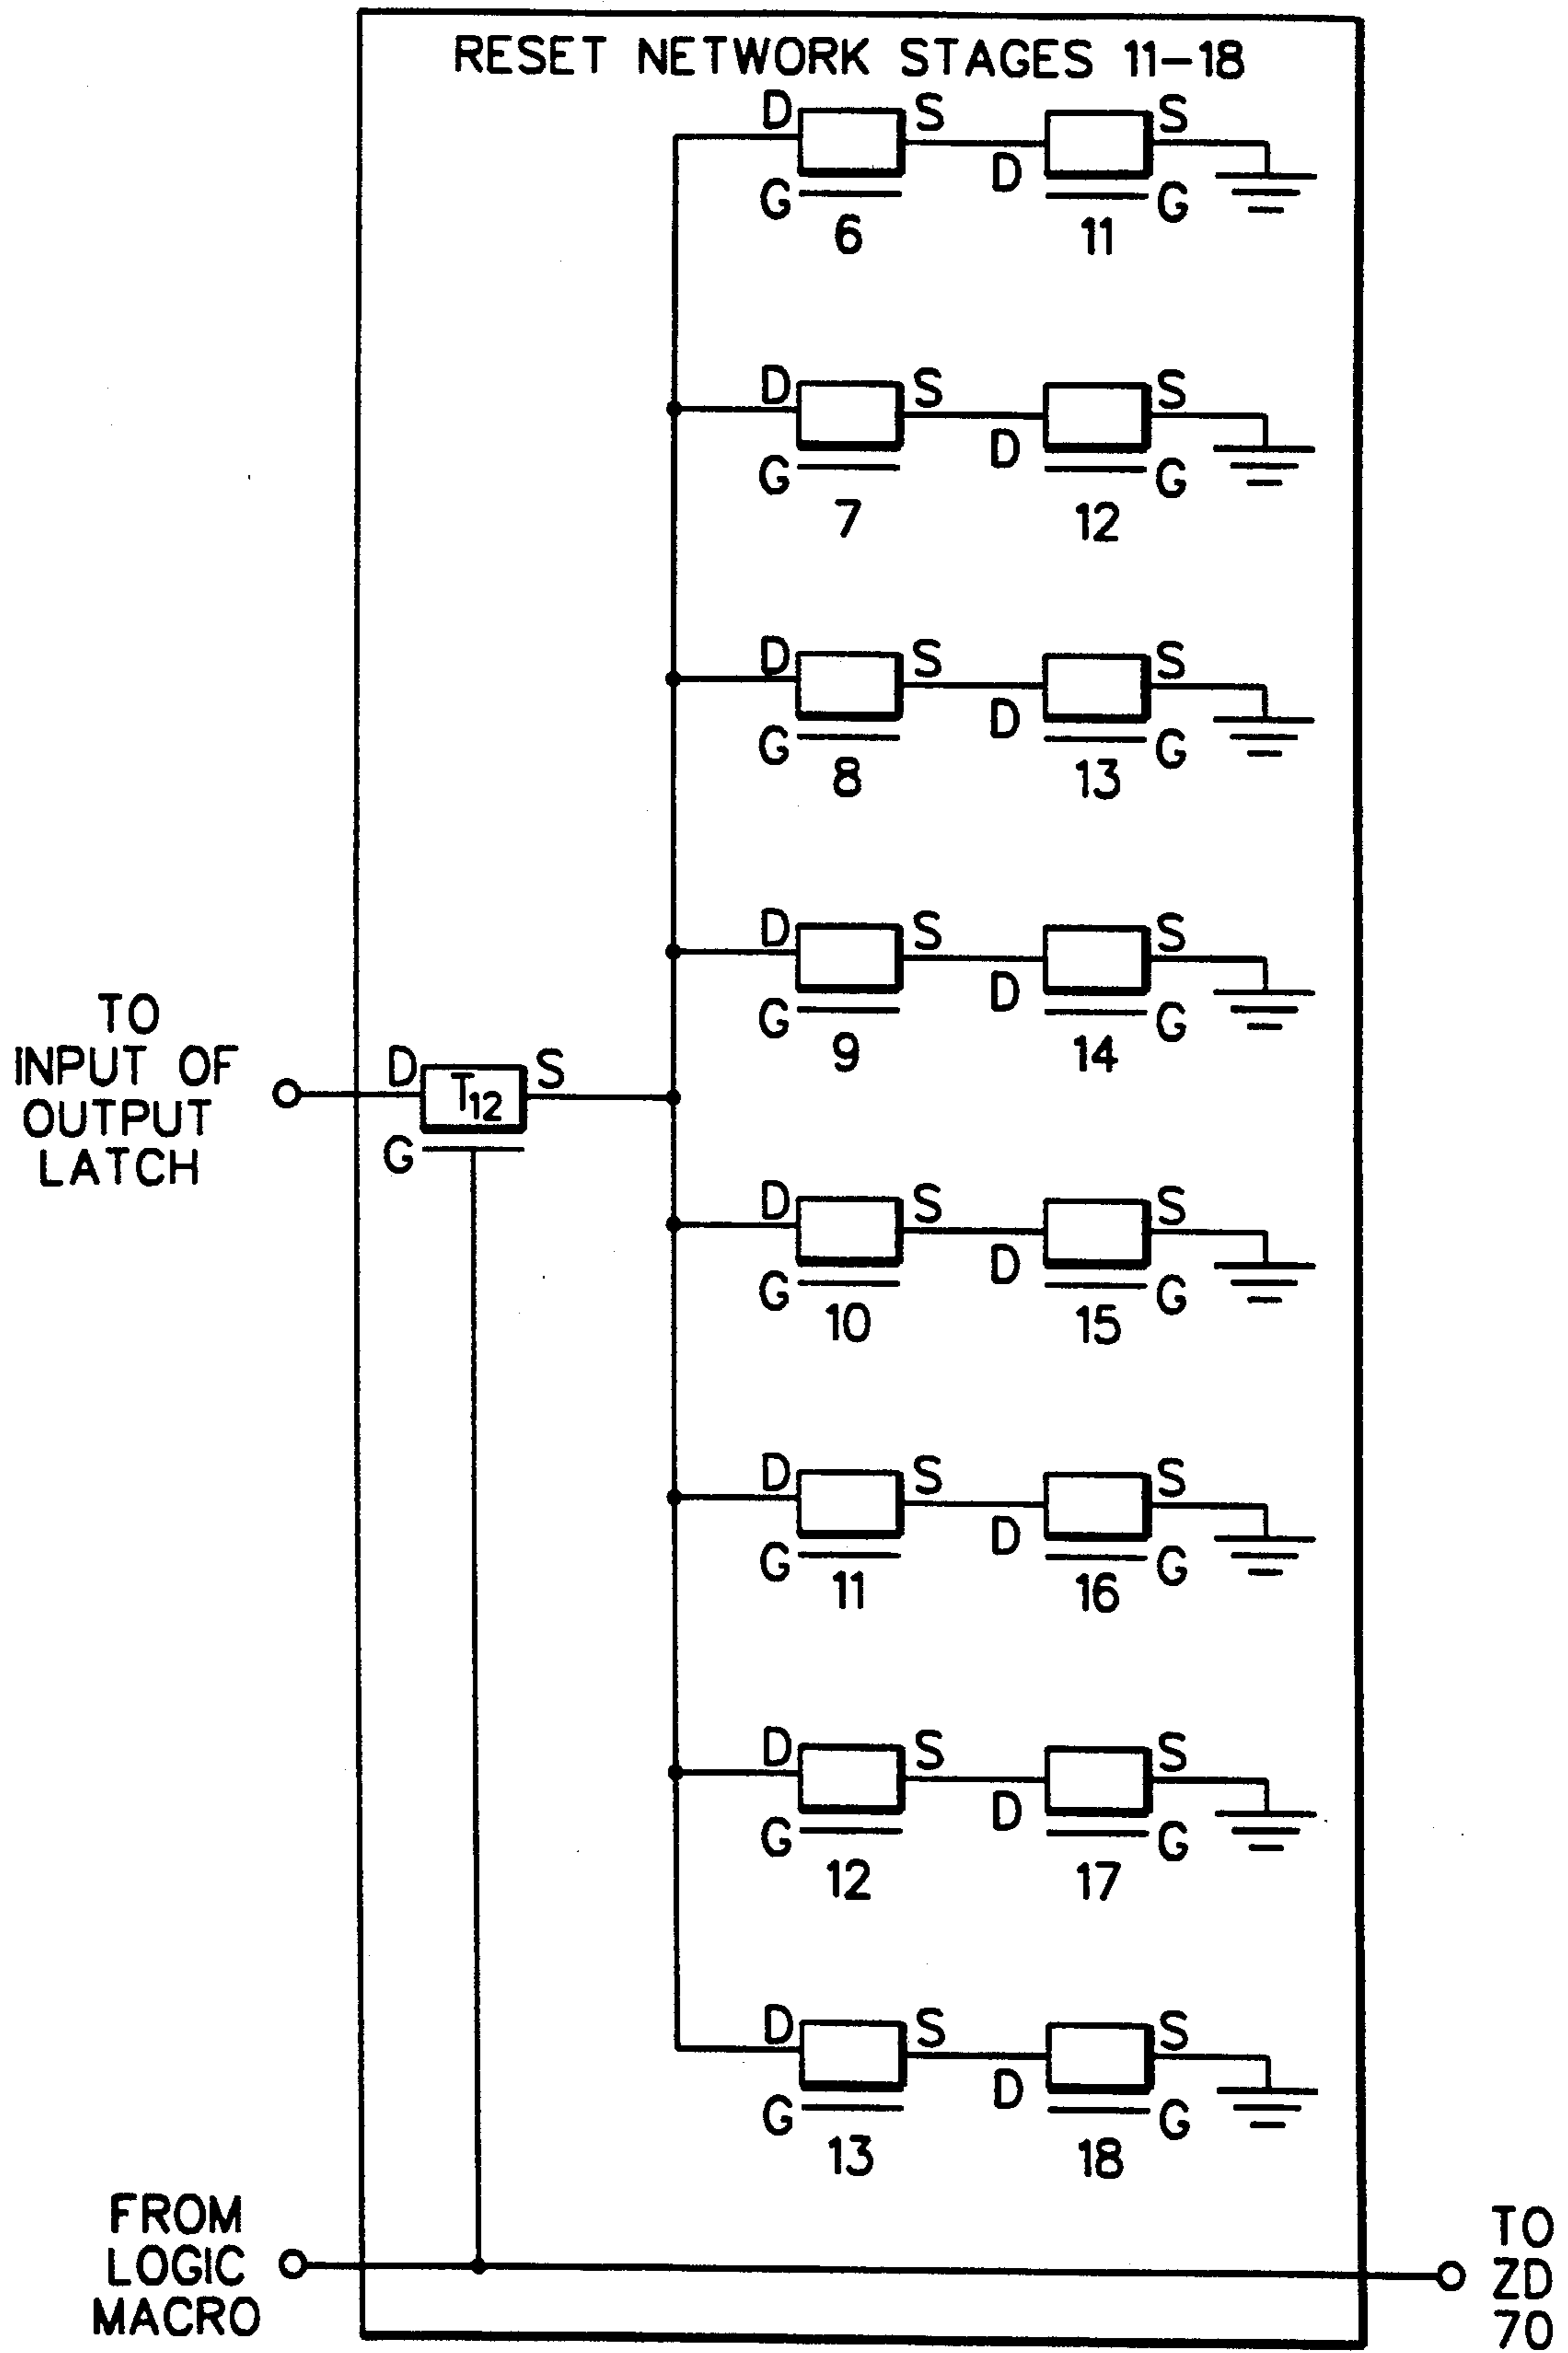 RESET NETWORK STAGES 11-18
D S S
D
G G
6 11
D S S
D
G G
7 12
D S S
D
G G
8 13
D S S
D
G G
9 14
TO
INPUT OF
OUTPUT
LATCH
D T12 S
G
D S S
D
G G
10 15
D S S
D
G G
11 16
D S S
D
G G
12 17
D S S
D
G G
13 18
FROM
LOGIC
MACRO
TO
ZD
70